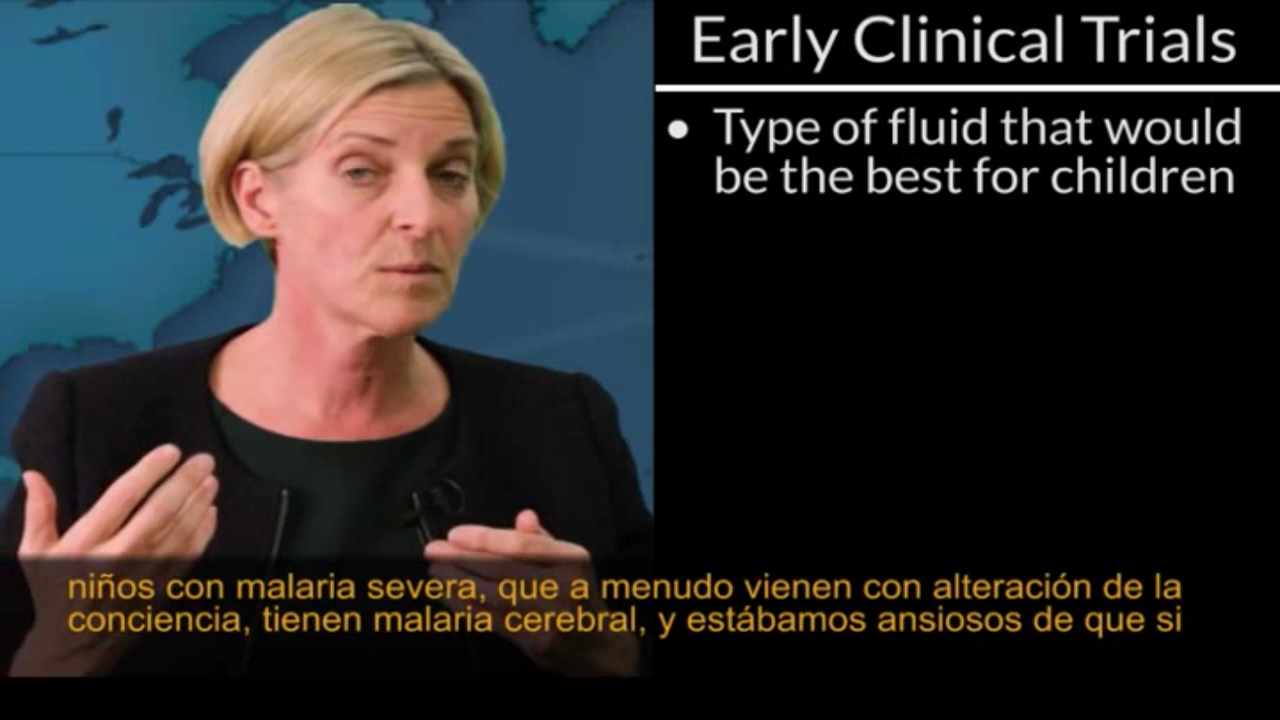 Early Clinical Trials
• Type of fluid that would
be the best for children
niños con malaria severa, que a menudo vienen con alteración de la
conciencia, tienen malaria cerebral, y estábamos ansiosos de que si